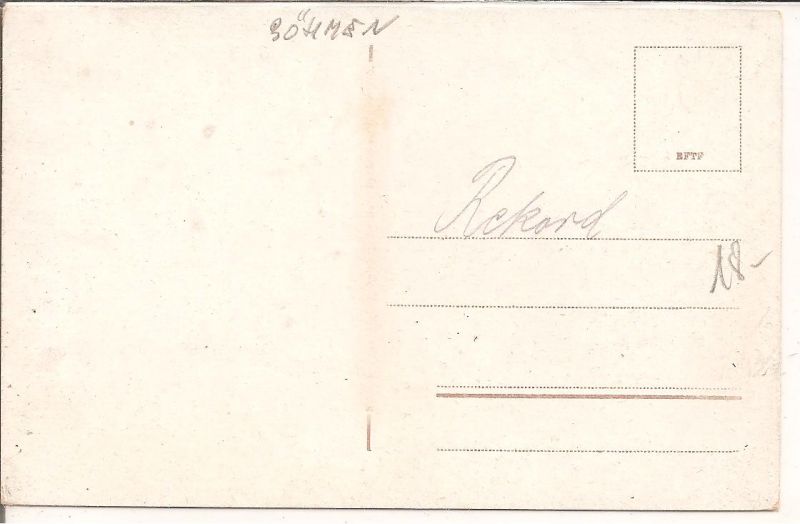 BÖHMEN
BFTF
Rekord
18-